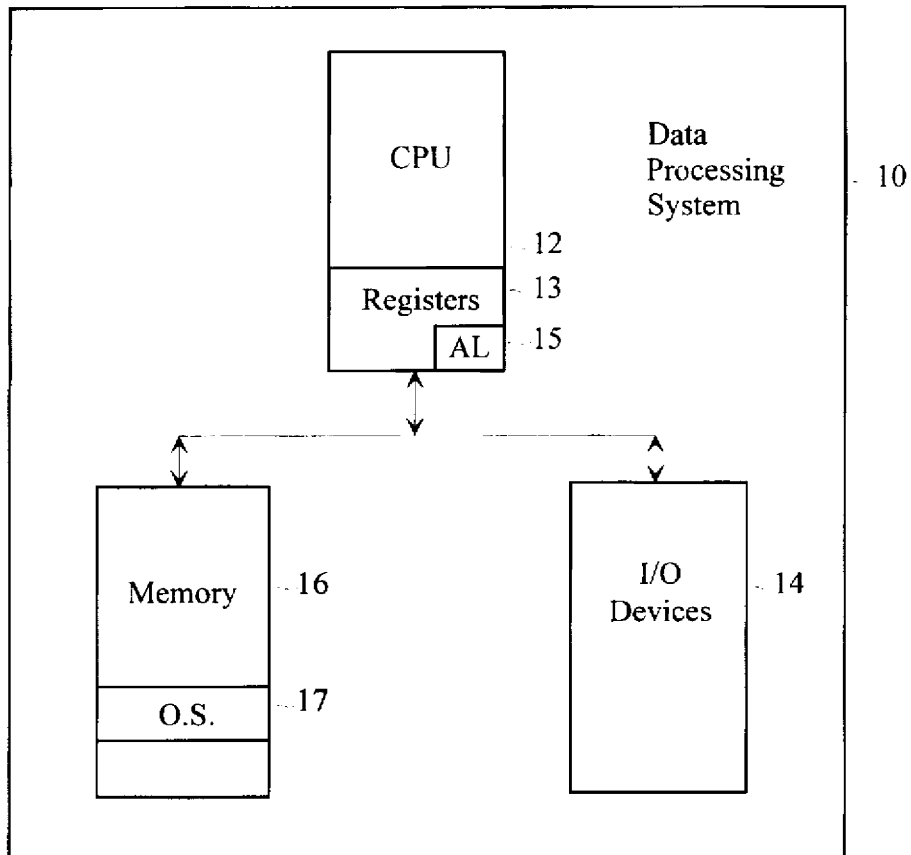 CPU
Data
Processing
System
10
12
Registers
13
AL
15
Memory
16
I/O
Devices
14
O.S.
17